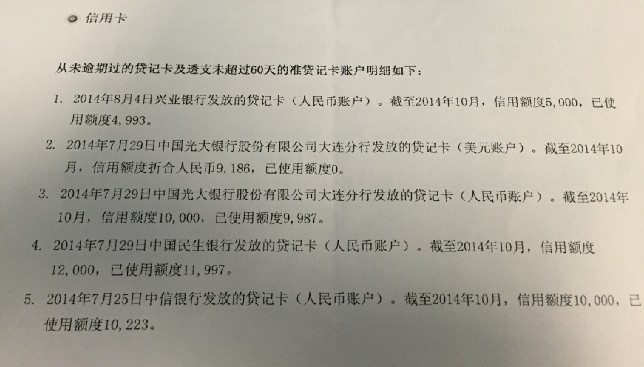 信用卡
从未逾期过的贷记卡及透支未超过60天的准贷记卡账户明细如下：
1. 2014年8月4日兴业银行发放的贷记卡（人民币账户）。截至2014年10月，信用额度5,000，已使
用额度4,993。
2. 2014年7月29日中国光大银行股份有限公司大连分行发放的贷记卡（美元账户）。截至2014年10
月，信用额度折合人民币9,186，已使用额度0。
3. 2014年7月29日中国光大银行股份有限公司大连分行发放的贷记卡（人民币账户）。截至2014年
10月，信用额度10,000，已使用额度9,987。
4. 2014年7月29日中国民生银行发放的贷记卡（人民币账户）。截至2014年10月，信用额度
12,000，已使用额度11,997。
5. 2014年7月25日中信银行发放的贷记卡（人民币账户）。截至2014年10月，信用额度10,000，已
使用额度10,223。